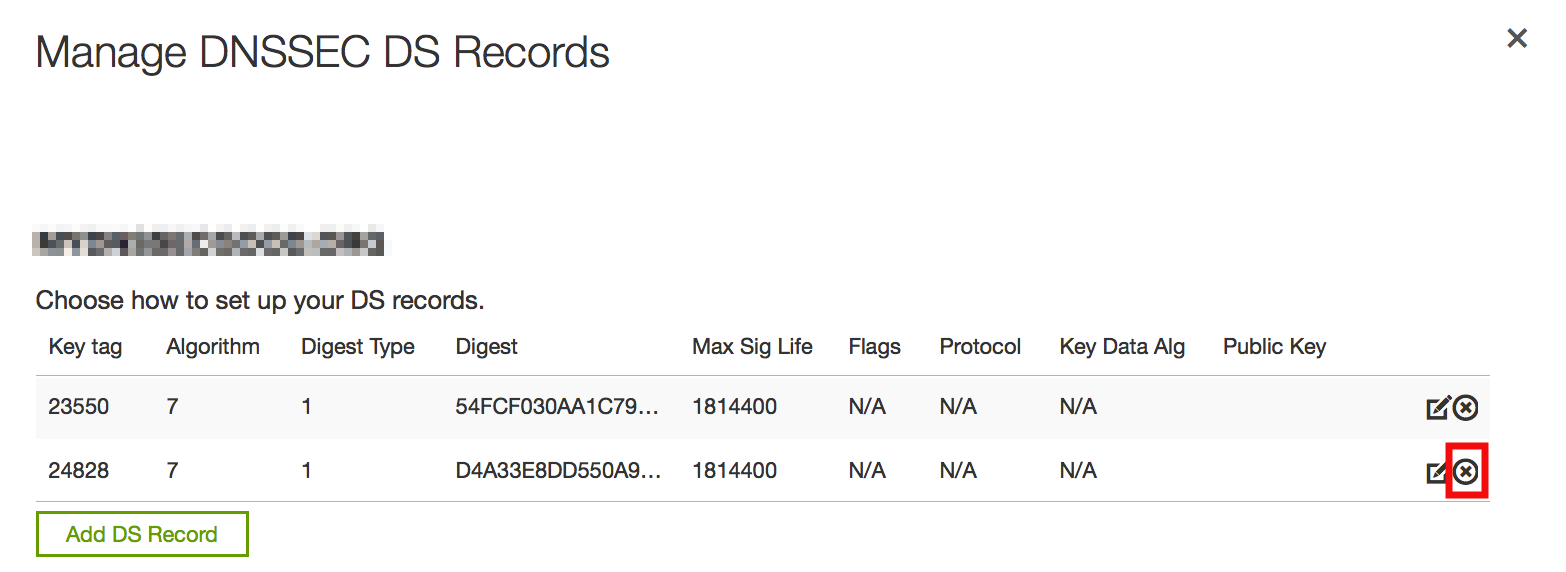 Manage DNSSEC DS Records
Choose how to set up your DS records.
Key tag Algorithm Digest Type Digest Max Sig Life Flags Protocol Key Data Alg Public Key
23550 7 1 54FCF030AA1C79... 1814400 N/A N/A N/A
24828 7 1 D4A33E8DD550A9... 1814400 N/A N/A N/A
Add DS Record